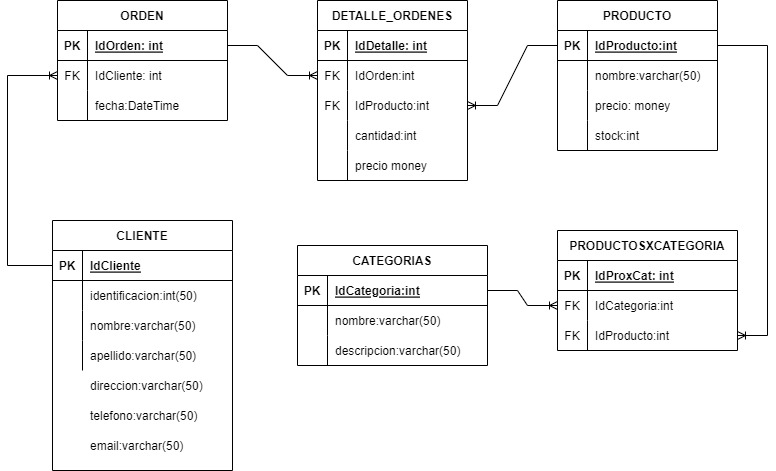 ORDEN
PK IdOrden: int
FK IdCliente: int
fecha:DateTime
DETALLE_ORDENES
PK IdDetalle: int
FK IdOrden:int
FK IdProducto:int
cantidad:int
precio money
PRODUCTO
PK IdProducto:int
nombre:varchar(50)
precio: money
stock:int
CLIENTE
PK IdCliente
identificacion:int(50)
nombre:varchar(50)
apellido:varchar(50)
direccion:varchar(50)
telefono:varchar(50)
email:varchar(50)
CATEGORIAS
PK IdCategoria:int
nombre:varchar(50)
descripcion:varchar(50)
PRODUCTOSXCATEGORIA
PK IdProxCat: int
FK IdCategoria:int
FK IdProducto:int